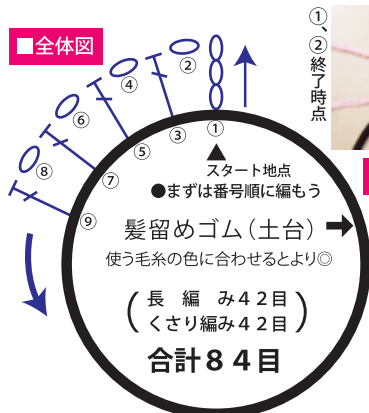 ■全体図
①、②終了時点
②
④
⑥
⑧
①
③
⑤
⑦
⑨
▲
スタート地点
●まずは番号順に編もう
髪留めゴム（土台）➡
使う毛糸の色に合わせるとより◎
（長　編　み４２目
くさり編み４２目）
合計８４目